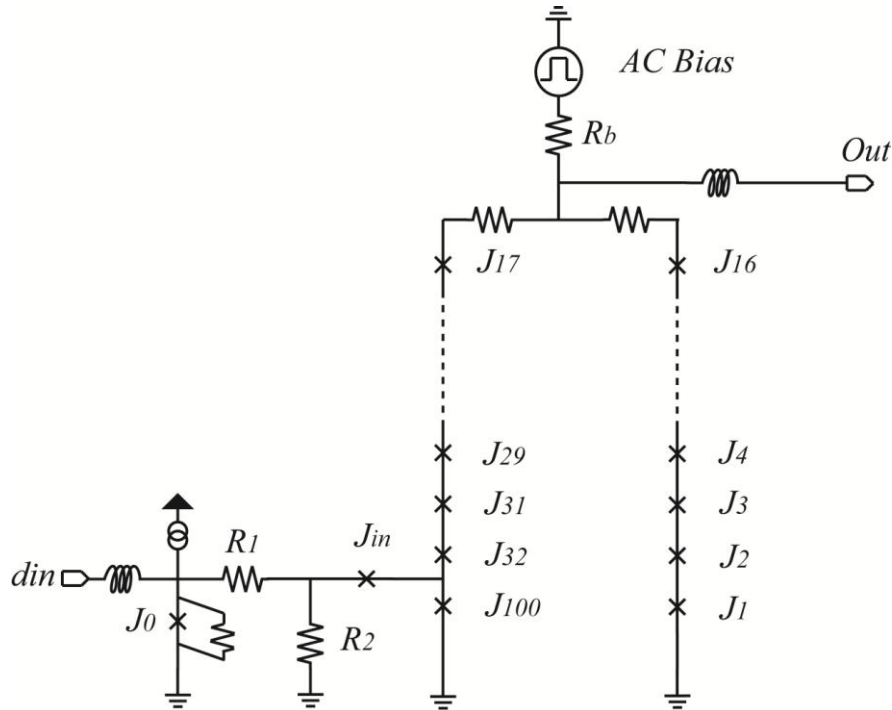 AC Bias
Rb
Out
J17
J16
J29
J4
J31
J3
R1
Jin
J32
J2
din
J0
R2
J100
J1